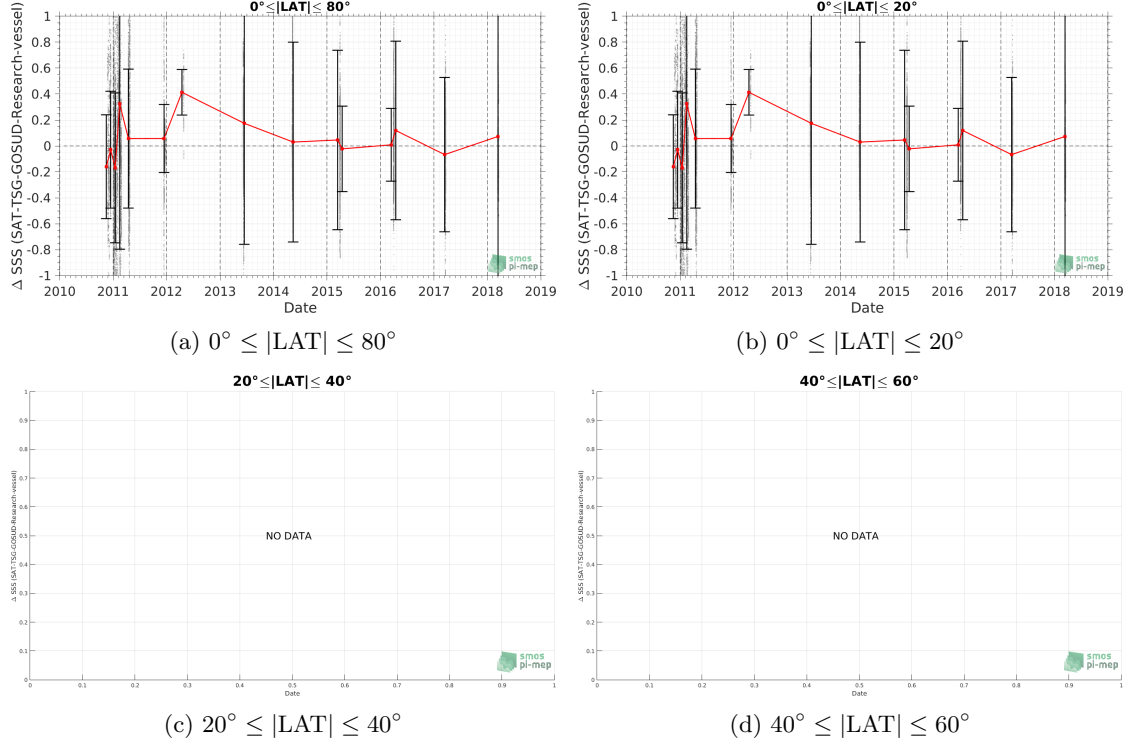 0°≤|LAT|≤ 80°
Δ SSS (SAT-TSG-GOSUD-Research-vessel)
1
0.8
0.6
0.4
0.2
0
-0.2
-0.4
-0.6
-0.8
-1
2010 2011 2012 2013 2014 2015 2016 2017 2018 2019
Date
smos
pi-mep
(a) 0° ≤ |LAT| ≤ 80°
0°≤|LAT|≤ 20°
Δ SSS (SAT-TSG-GOSUD-Research-vessel)
1
0.8
0.6
0.4
0.2
0
-0.2
-0.4
-0.6
-0.8
-1
2010 2011 2012 2013 2014 2015 2016 2017 2018 2019
Date
smos
pi-mep
(b) 0° ≤ |LAT| ≤ 20°
20°≤|LAT|≤ 40°
Δ SSS (SAT-TSG-GOSUD-Research-vessel)
1
0.9
0.8
0.7
0.6
0.5
0.4
0.3
0.2
0.1
0
NO DATA
0 0.1 0.2 0.3 0.4 0.5 0.6 0.7 0.8 0.9 1
Date
smos
pi-mep
(c) 20° ≤ |LAT| ≤ 40°
40°≤|LAT|≤ 60°
Δ SSS (SAT-TSG-GOSUD-Research-vessel)
1
0.9
0.8
0.7
0.6
0.5
0.4
0.3
0.2
0.1
0
NO DATA
0 0.1 0.2 0.3 0.4 0.5 0.6 0.7 0.8 0.9 1
Date
smos
pi-mep
(d) 40° ≤ |LAT| ≤ 60°